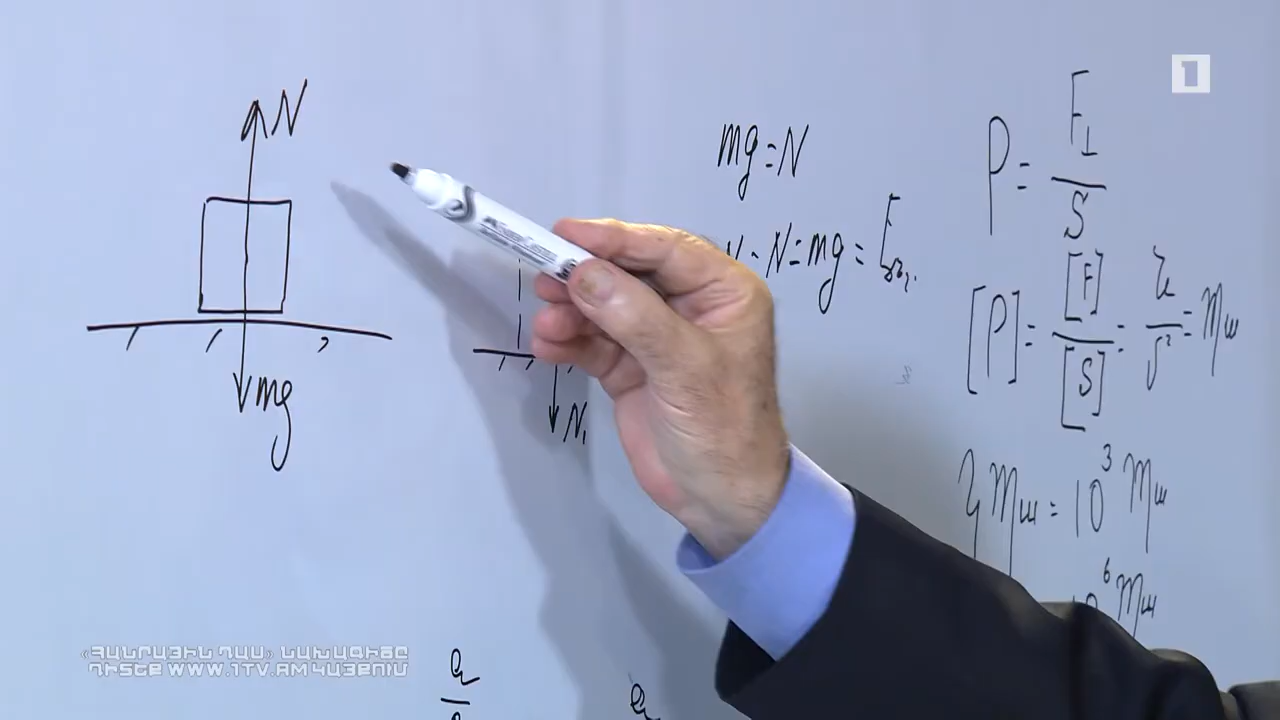 N
mg
N₁
mg = N
N = mg =
P = F⊥ / S
[P] = [F] / [S] = Ն / մ² = Պա
կՊա = 10³ Պա
10⁶ Պա
1
«ՀԱՆՐԱՅԻՆ ԴԱՍ» ՆԱԽԱԳԻԾԸ
ԴԻՏԵՔ WWW.1TV.AM ԿԱՅՔՈՒՄ